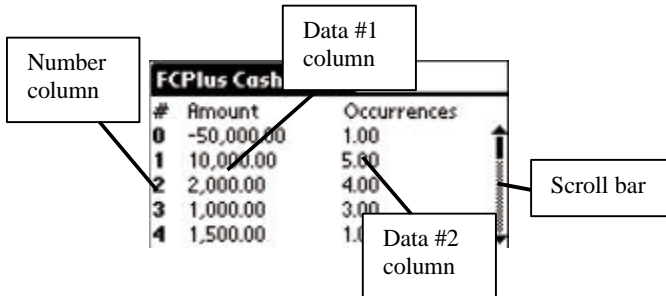 Data #1
column
Number
column
FCPlus Cash
# Amount Occurrences
0 -50,000.00 1.00
1 10,000.00 5.00
2 2,000.00 4.00
3 1,000.00 3.00
4 1,500.00
Scroll bar
Data #2
column